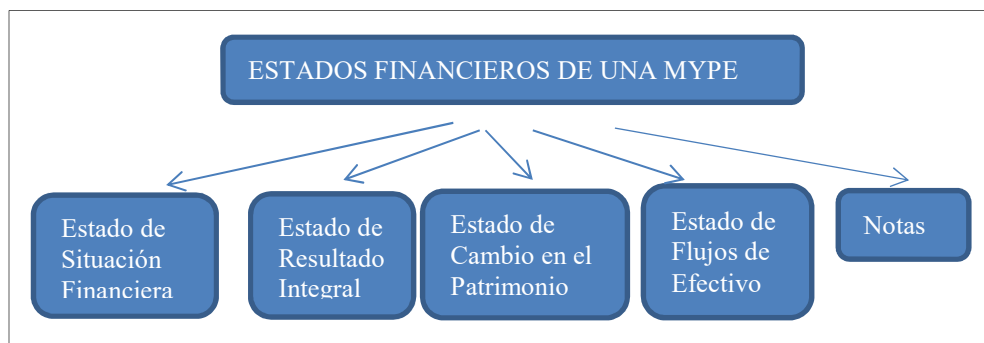 ESTADOS FINANCIEROS DE UNA MYPE
Estado de
Situación
Financiera
Estado de
Resultado
Integral
Estado de
Cambio en el
Patrimonio
Estado de
Flujos de
Efectivo
Notas